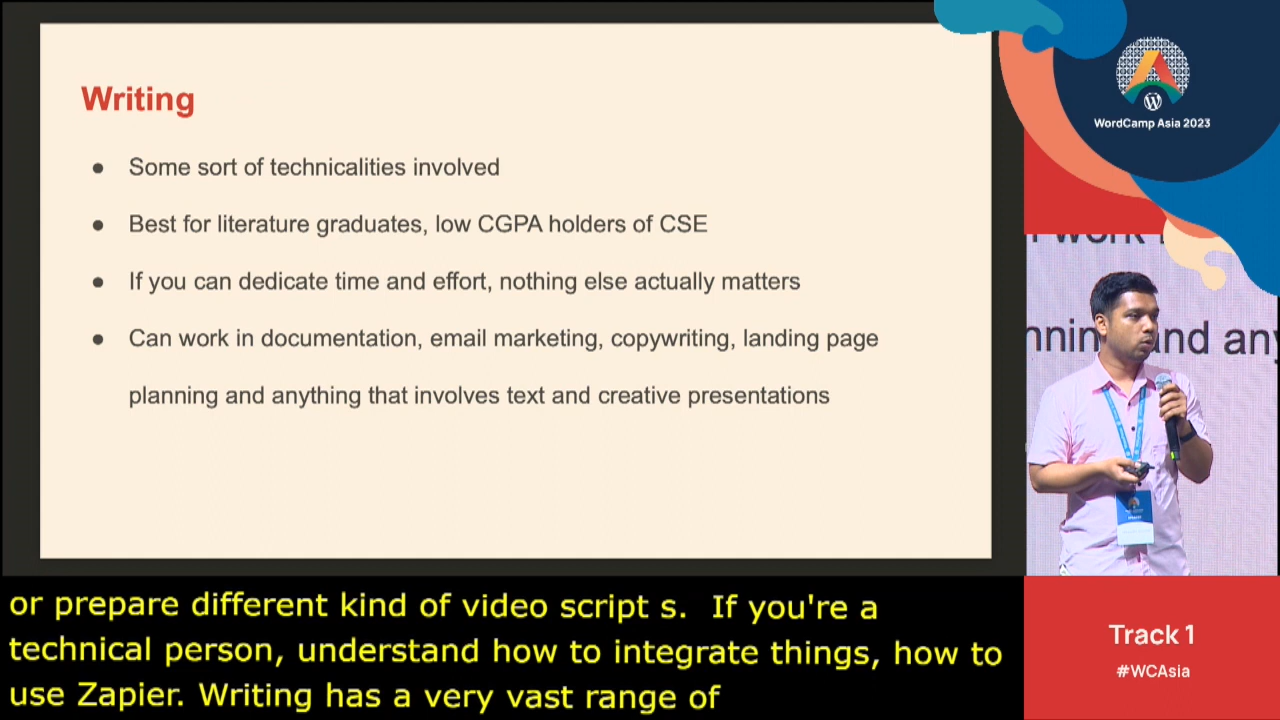 Writing
● Some sort of technicalities involved
● Best for literature graduates, low CGPA holders of CSE
● If you can dedicate time and effort, nothing else actually matters
● Can work in documentation, email marketing, copywriting, landing page
planning and anything that involves text and creative presentations
WordCamp Asia 2023
work
and any
or prepare different kind of video script s. If you're a
technical person, understand how to integrate things, how to
use Zapier. Writing has a very vast range of
Track 1
#WCAsia